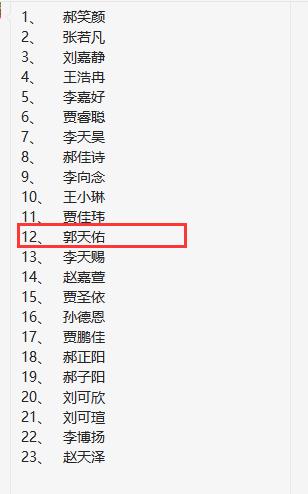 1、 郝笑颜
2、 张若凡
3、 刘嘉静
4、 王浩冉
5、 李嘉好
6、 贾睿聪
7、 李天昊
8、 郝佳诗
9、 李向念
10、 王小琳
11、 贾佳玮
12、 郭天佑
13、 李天赐
14、 赵嘉萱
15、 贾圣依
16、 孙德恩
17、 贾鹏佳
18、 郝正阳
19、 郝子阳
20、 刘可欣
21、 刘可瑄
22、 李博扬
23、 赵天泽